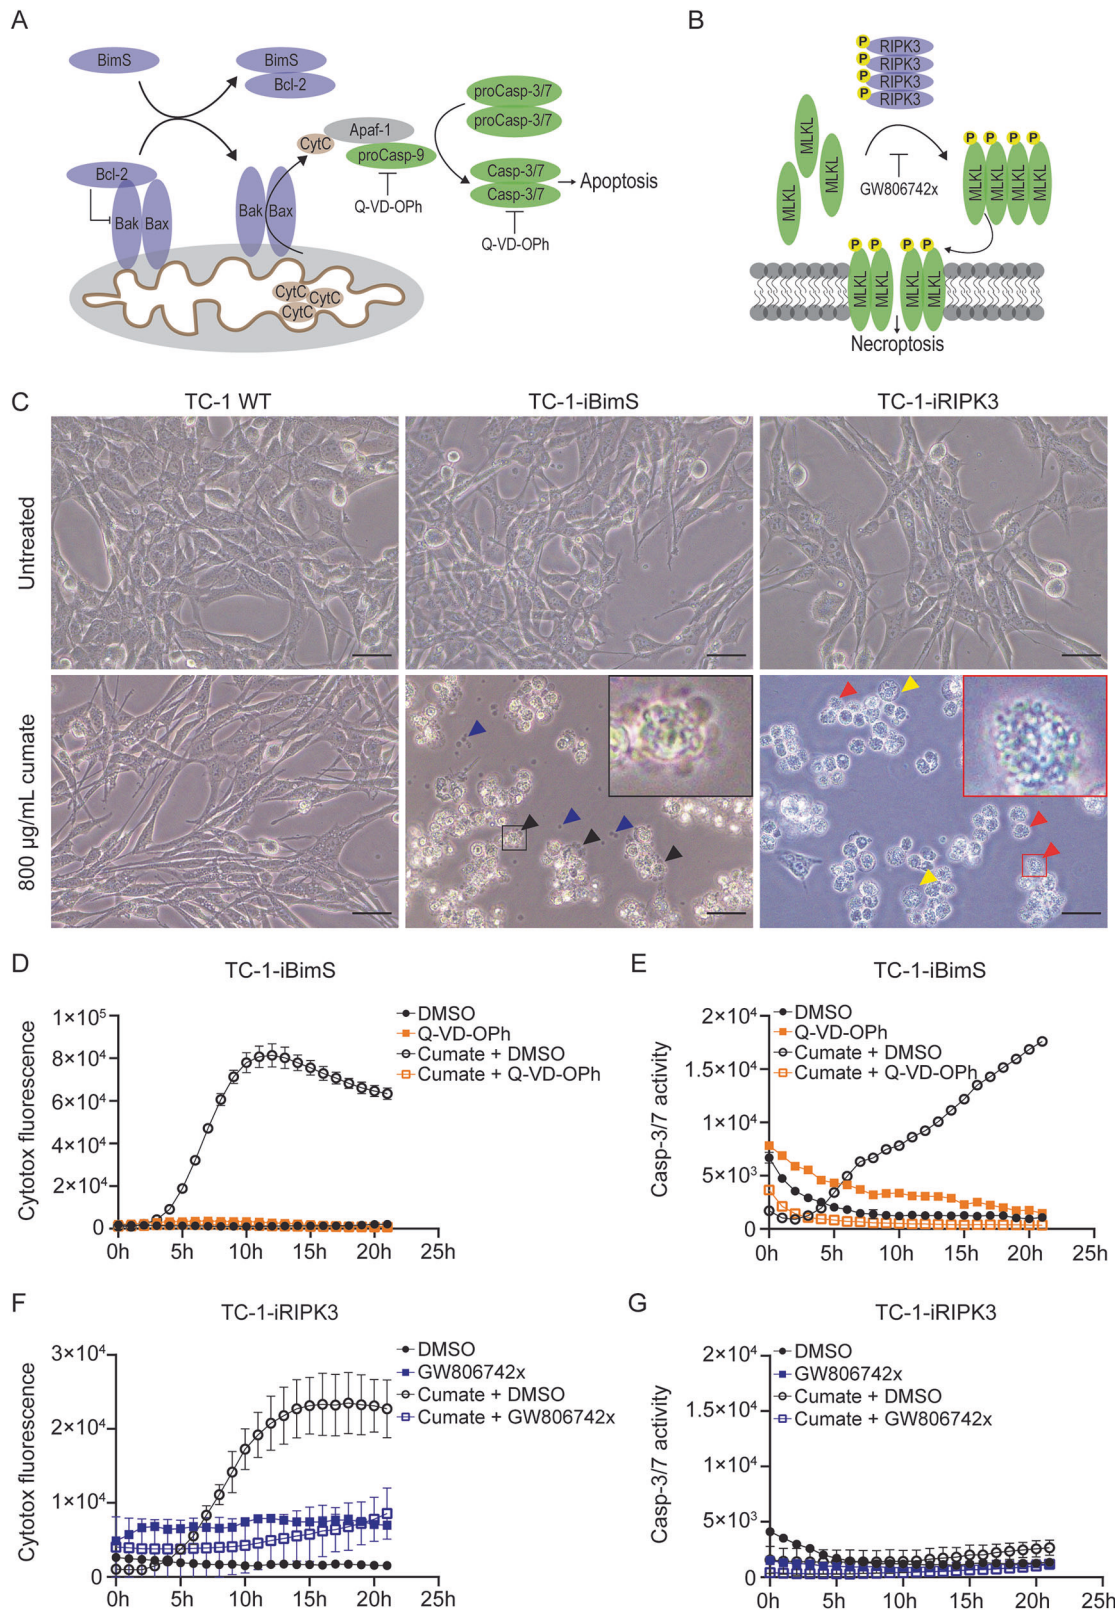 A
BimS
BimS
Bcl-2
Bcl-2
Bak
Bax
Bak
Bax
CytC
Apaf-1
proCasp-9
Q-VD-OPh
proCasp-3/7
proCasp-3/7
Casp-3/7
Casp-3/7
Apoptosis
Q-VD-OPh
CytC
CytC
CytC
B
P RIPK3
P RIPK3
P RIPK3
P RIPK3
MLKL
MLKL
MLKL
GW806742x
P P P P
MLKL MLKL MLKL MLKL
P P P P
MLKL MLKL MLKL MLKL
Necroptosis
C
TC-1 WT
TC-1-iBimS
TC-1-iRIPK3
Untreated
800 µg/mL cumate
D
TC-1-iBimS
Cytotox fluorescence
1×10⁵
8×10⁴
6×10⁴
4×10⁴
2×10⁴
0
0h 5h 10h 15h 20h 25h
DMSO
Q-VD-OPh
Cumate + DMSO
Cumate + Q-VD-OPh
E
TC-1-iBimS
Casp-3/7 activity
2×10⁴
1.5×10⁴
1×10⁴
5×10³
0
0h 5h 10h 15h 20h 25h
DMSO
Q-VD-OPh
Cumate + DMSO
Cumate + Q-VD-OPh
F
TC-1-iRIPK3
Cytotox fluorescence
3×10⁴
2×10⁴
1×10⁴
0
0h 5h 10h 15h 20h 25h
DMSO
GW806742x
Cumate + DMSO
Cumate + GW806742x
G
TC-1-iRIPK3
Casp-3/7 activity
2×10⁴
1.5×10⁴
1×10⁴
5×10³
0
0h 5h 10h 15h 20h 25h
DMSO
GW806742x
Cumate + DMSO
Cumate + GW806742x